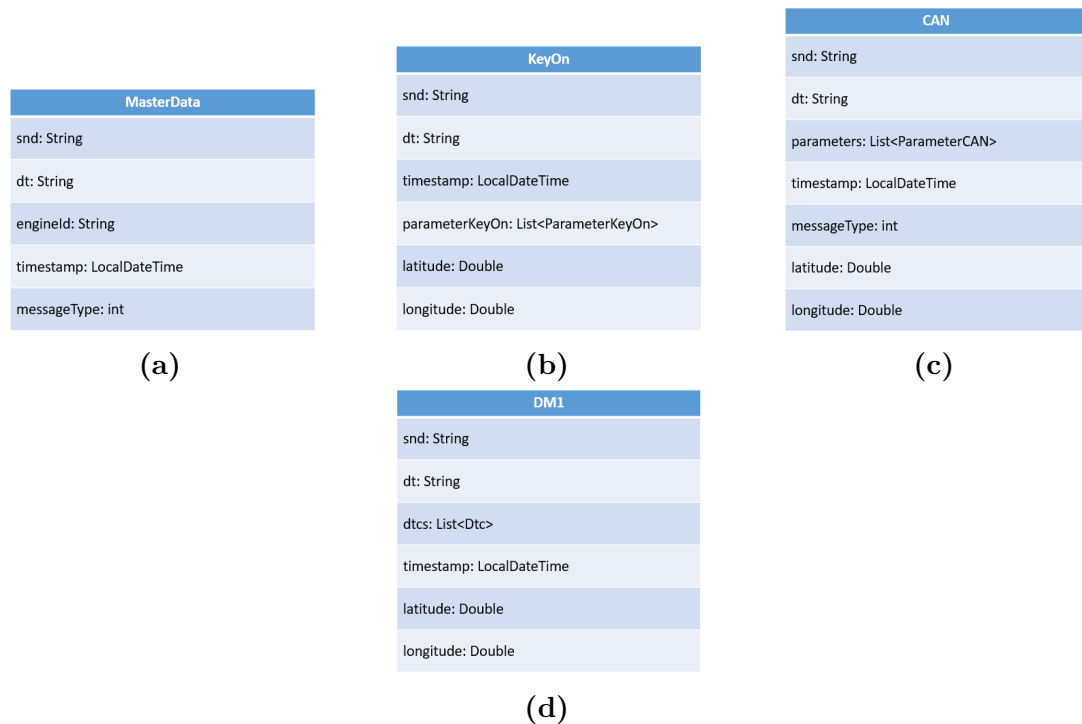 MasterData
snd: String
dt: String
engineId: String
timestamp: LocalDateTime
messageType: int
(a)
KeyOn
snd: String
dt: String
timestamp: LocalDateTime
parameterKeyOn: List<ParameterKeyOn>
latitude: Double
longitude: Double
(b)
CAN
snd: String
dt: String
parameters: List<ParameterCAN>
timestamp: LocalDateTime
messageType: int
latitude: Double
longitude: Double
(c)
DM1
snd: String
dt: String
dtcs: List<Dtc>
timestamp: LocalDateTime
latitude: Double
longitude: Double
(d)